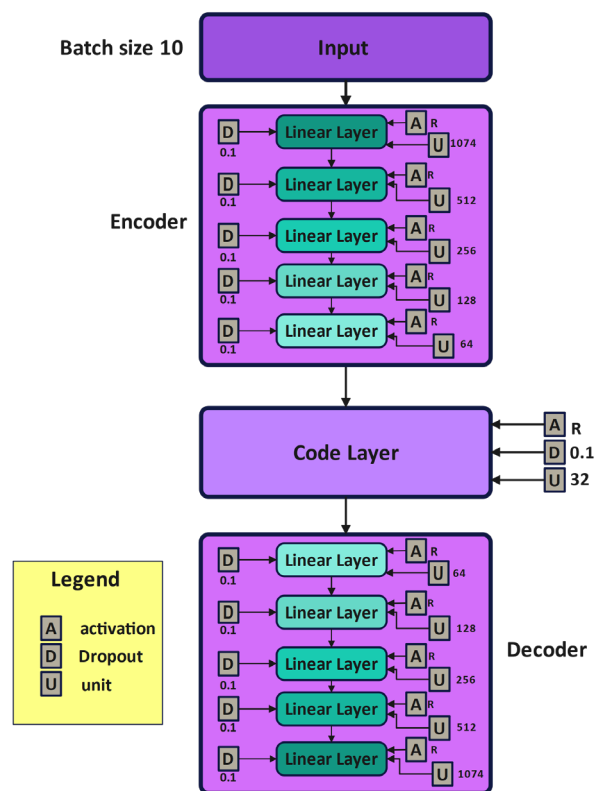 Batch size 10
Input
D
0.1
Linear Layer
A R
U 1074
D
0.1
Linear Layer
A R
U 512
Encoder
D
0.1
Linear Layer
A R
U 256
D
0.1
Linear Layer
A R
U 128
D
0.1
Linear Layer
A R
U 64
Code Layer
A R
D 0.1
U 32
D
0.1
Linear Layer
A R
U 64
D
0.1
Linear Layer
A R
U 128
Decoder
D
0.1
Linear Layer
A R
U 256
D
0.1
Linear Layer
A R
U 512
D
0.1
Linear Layer
A R
U 1074
Legend
A activation
D Dropout
U unit